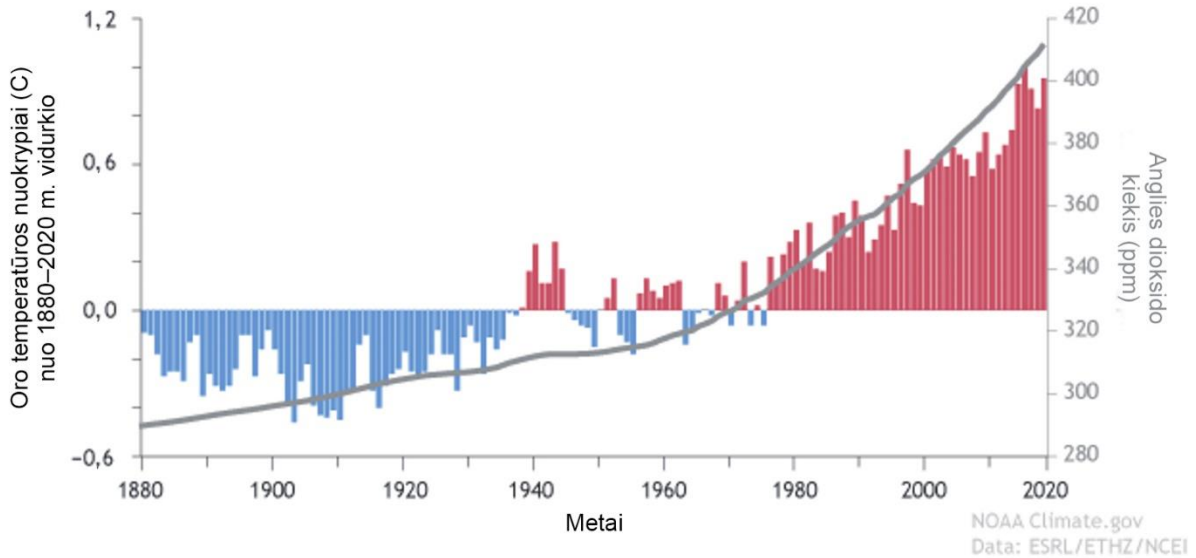 Oro temperatūros nuokrypiai (C)
nuo 1880–2020 m. vidurkio
1,2
0,6
0,0
−0,6
1880
1900
1920
1940
1960
1980
2000
2020
Metai
420
400
380
360
340
320
300
280
Anglies dioksido
kiekis (ppm)
NOAA Climate.gov
Data: ESRL/ETHZ/NCEI